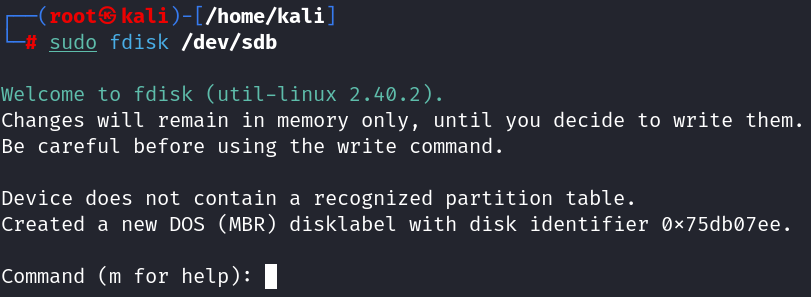 ┌──(root㉿kali)-[/home/kali]
└─# sudo fdisk /dev/sdb
Welcome to fdisk (util-linux 2.40.2).
Changes will remain in memory only, until you decide to write them.
Be careful before using the write command.
Device does not contain a recognized partition table.
Created a new DOS (MBR) disklabel with disk identifier 0×75db07ee.
Command (m for help):